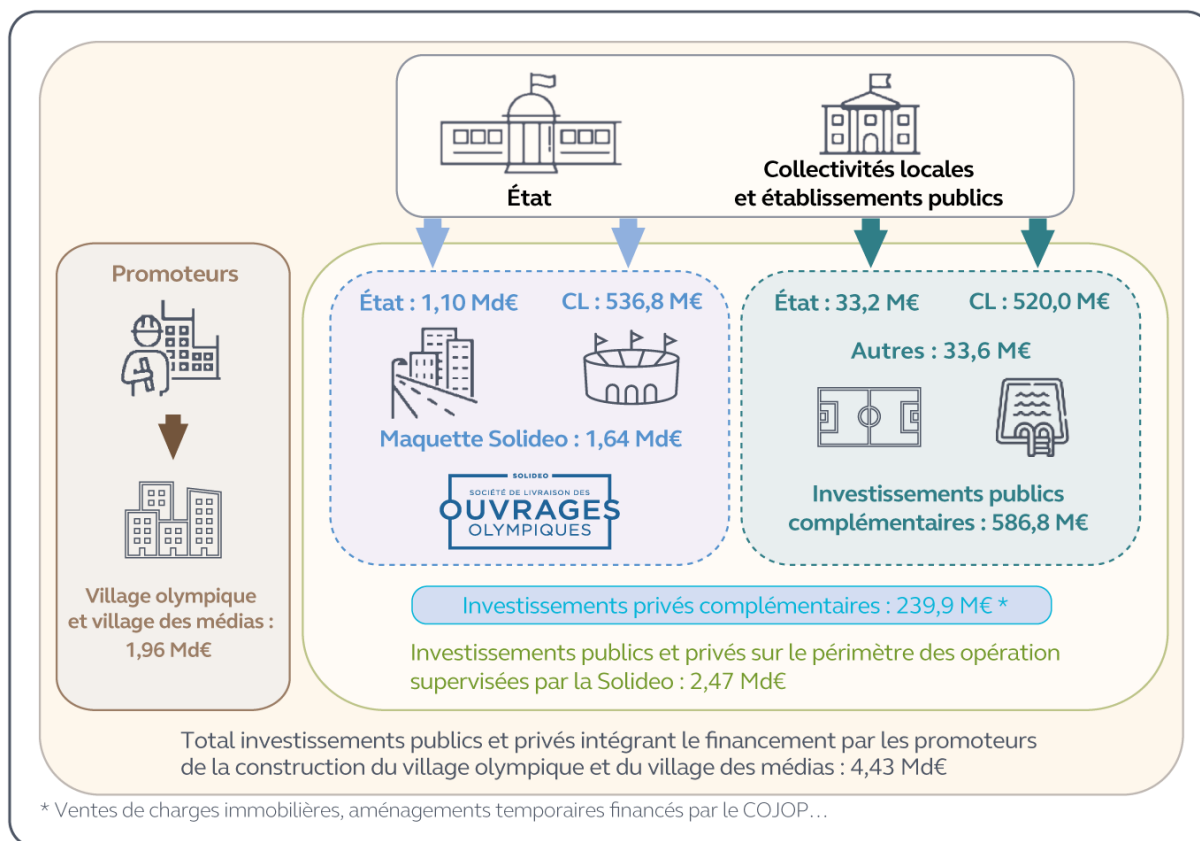 État
Collectivités locales
et établissements publics
Promoteurs
Village olympique
et village des médias :
1,96 Md€
État : 1,10 Md€
CL : 536,8 M€
Maquette Solideo : 1,64 Md€
SOLIDEO
SOCIÉTÉ DE LIVRAISON DES
OUVRAGES
OLYMPIQUES
État : 33,2 M€
CL : 520,0 M€
Autres : 33,6 M€
Investissements publics
complémentaires : 586,8 M€
Investissements privés complémentaires : 239,9 M€ *
Investissements publics et privés sur le périmètre des opération
supervisées par la Solideo : 2,47 Md€
Total investissements publics et privés intégrant le financement par les promoteurs
de la construction du village olympique et du village des médias : 4,43 Md€
* Ventes de charges immobilières, aménagements temporaires financés par le COJOP…